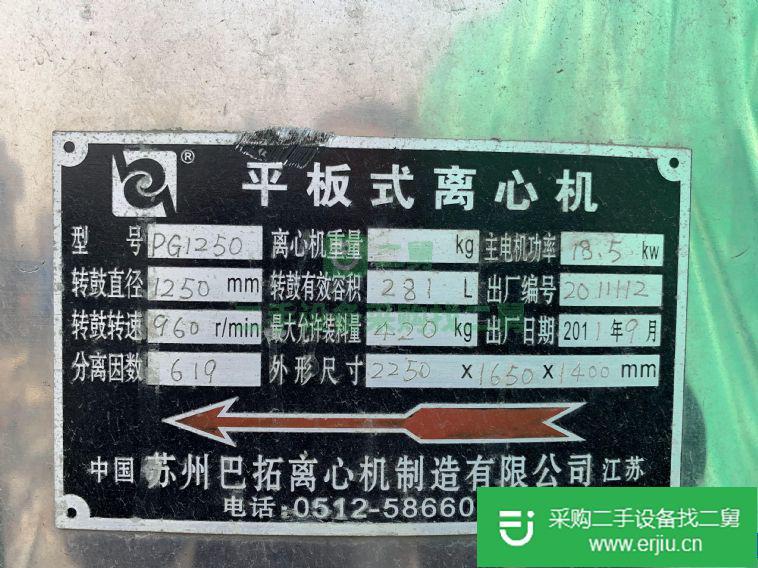 ® 平板式离心机
型号 PG1250 离心机重量 kg 主电机功率 18.5 kw
转鼓直径 1250 mm 转鼓有效容积 281 L 出厂编号 2011112
转鼓转速 960 r/min 最大允许装料量 420 kg 出厂日期 2011年9月
分离因数 619 外形尺寸 2250 x 1650 x 1400 mm
中国 苏州巴拓离心机制造有限公司 江苏
电话:0512-58660
采购二手设备找二舅
www.erjiu.cn